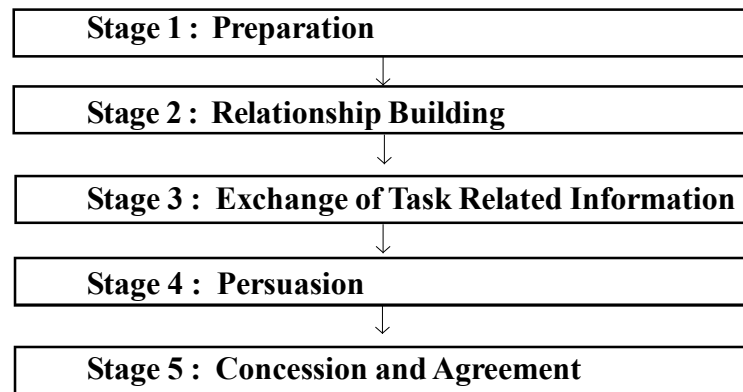 Stage 1 : Preparation
Stage 2 : Relationship Building
Stage 3 : Exchange of Task Related Information
Stage 4 : Persuasion
Stage 5 : Concession and Agreement